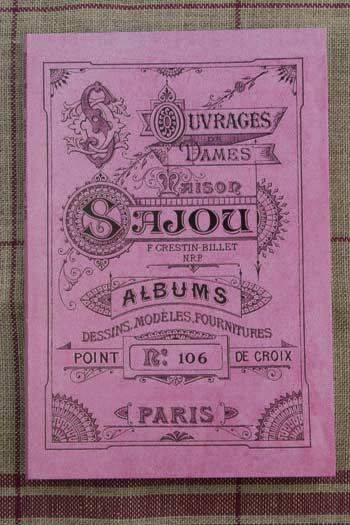 OUVRAGES
DE
DAMES
MAISON
SAJOU
F. CRESTIN-BILLET
N.R.P.
ALBUMS
DESSINS, MODÈLES, FOURNITURES
POINT No: 106 DE CROIX
PARIS